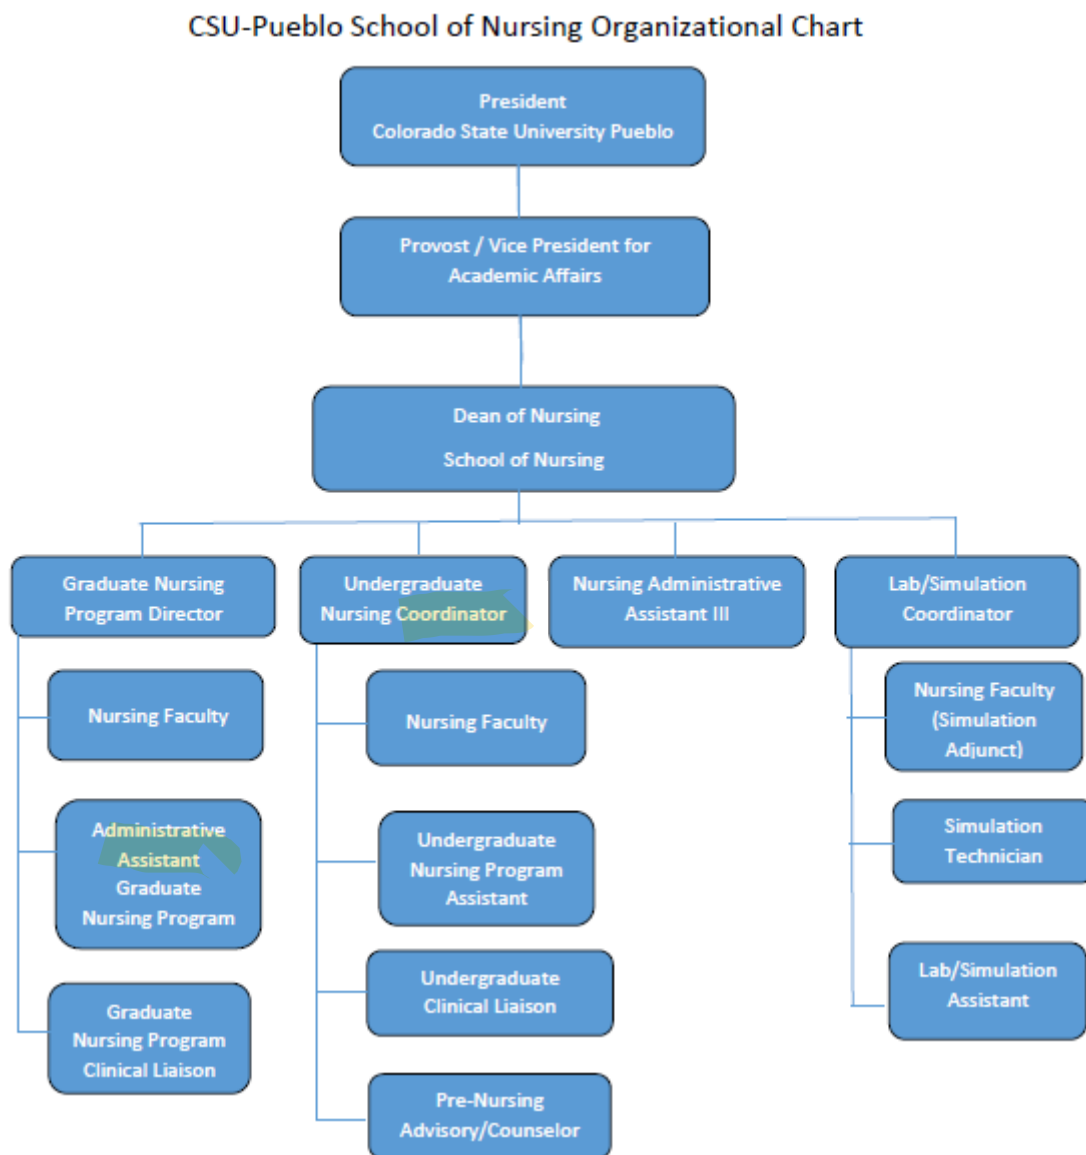 CSU-Pueblo School of Nursing Organizational Chart
President
Colorado State University Pueblo
Provost / Vice President for
Academic Affairs
Dean of Nursing
School of Nursing
Graduate Nursing
Program Director
Undergraduate
Nursing Coordinator
Nursing Administrative
Assistant III
Lab/Simulation
Coordinator
Nursing Faculty
Administrative
Assistant
Graduate
Nursing Program
Graduate
Nursing Program
Clinical Liaison
Nursing Faculty
Undergraduate
Nursing Program
Assistant
Undergraduate
Clinical Liaison
Pre-Nursing
Advisory/Counselor
Nursing Faculty
(Simulation
Adjunct)
Simulation
Technician
Lab/Simulation
Assistant